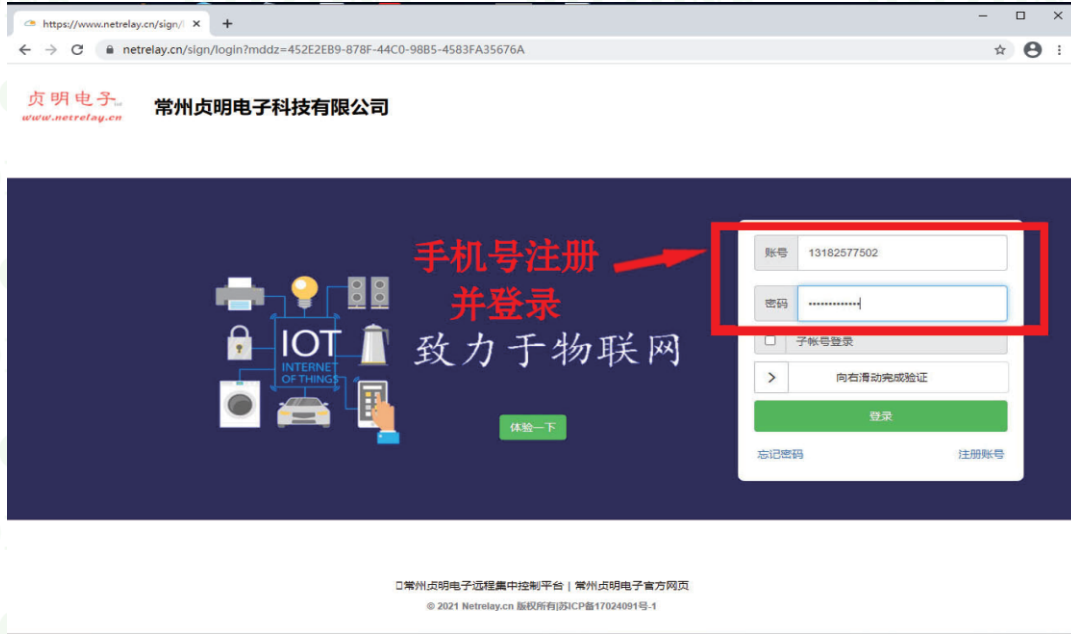 https://www.netrelay.cn/sign/l
netrelay.cn/sign/login?mddz=452E2EB9-878F-44C0-98B5-4583FA35676A
贞明电子
www.netrelay.cn
常州贞明电子科技有限公司
手机号注册
并登录
致力于物联网
IOT
INTERNET
OF THINGS
体验一下
账号 13182577502
密码 •••••••••••••
子帐号登录
> 向右滑动完成验证
登录
忘记密码 注册账号
常州贞明电子远程集中控制平台 | 常州贞明电子官方网页
© 2021 Netrelay.cn 版权所有|苏ICP备17024091号-1